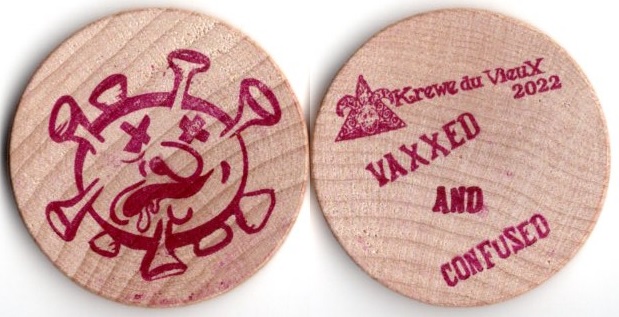 Krewe du VieuX
2022
VAXXED
AND
CONFUSED